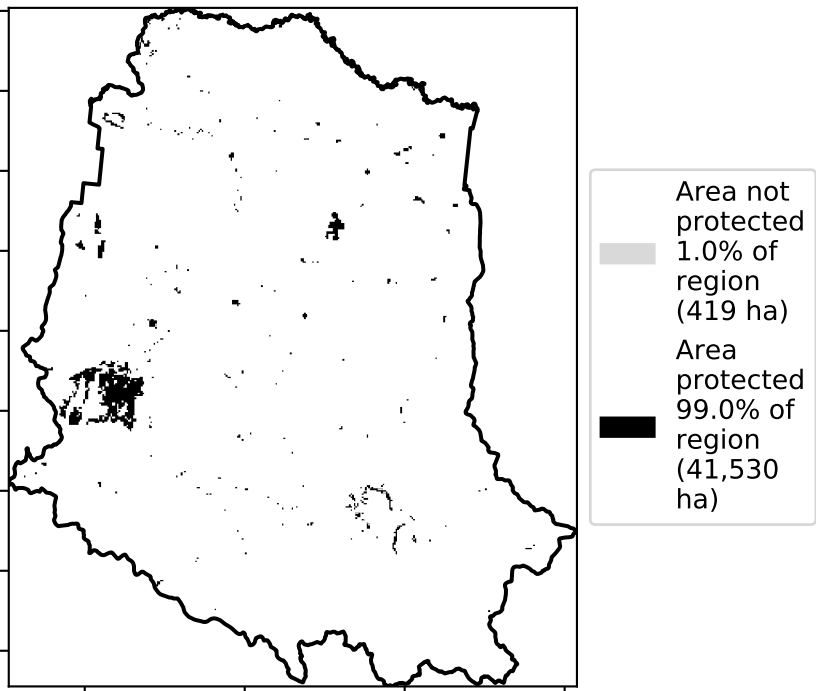 Area not
protected
1.0% of
region
(419 ha)
Area
protected
99.0% of
region
(41,530
ha)